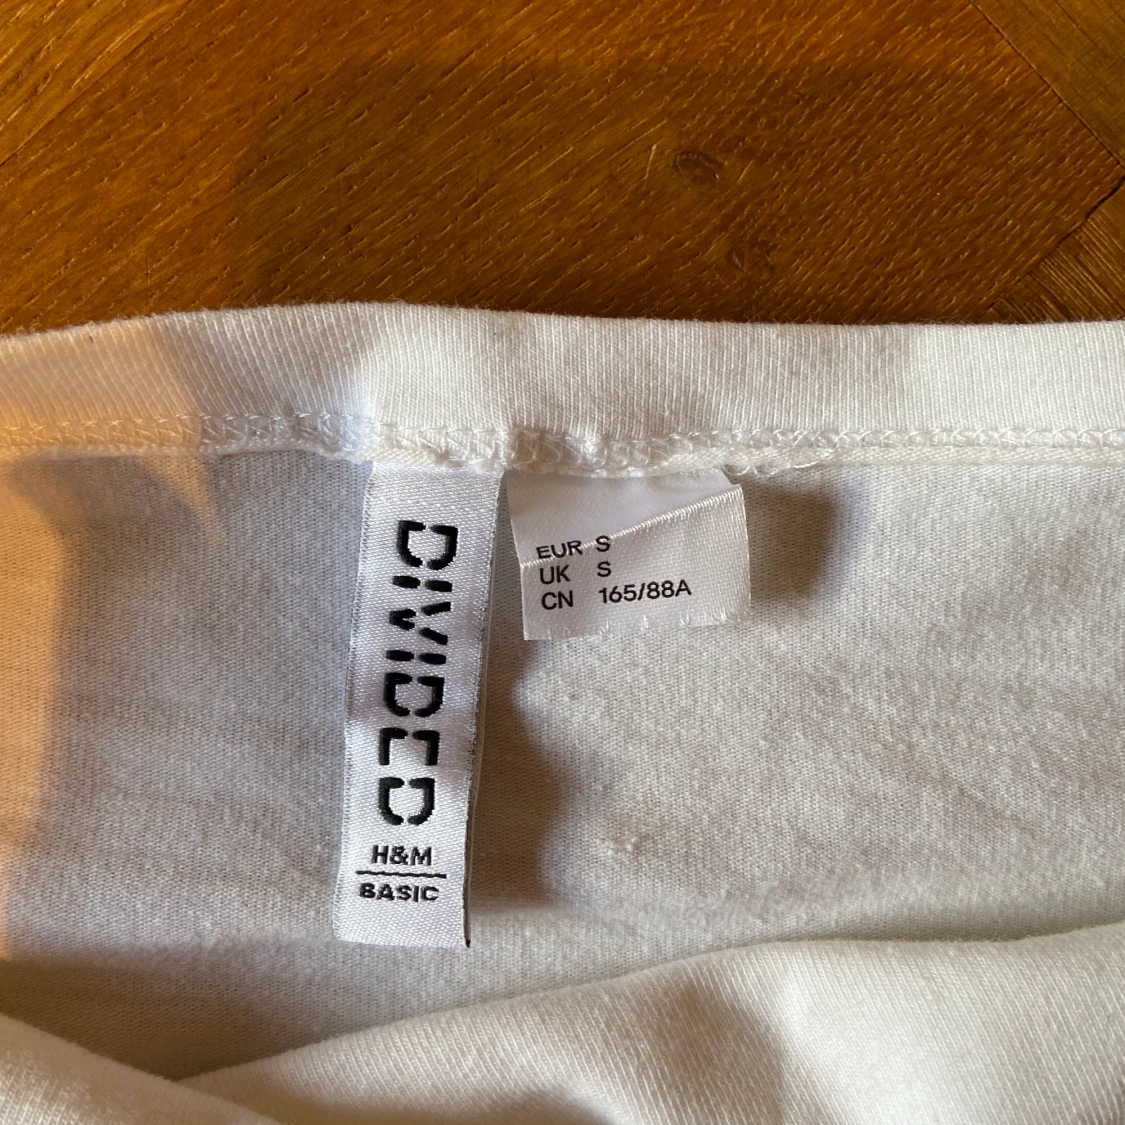 DIVIDED
H&M
BASIC
EUR S
UK S
CN 165/88A